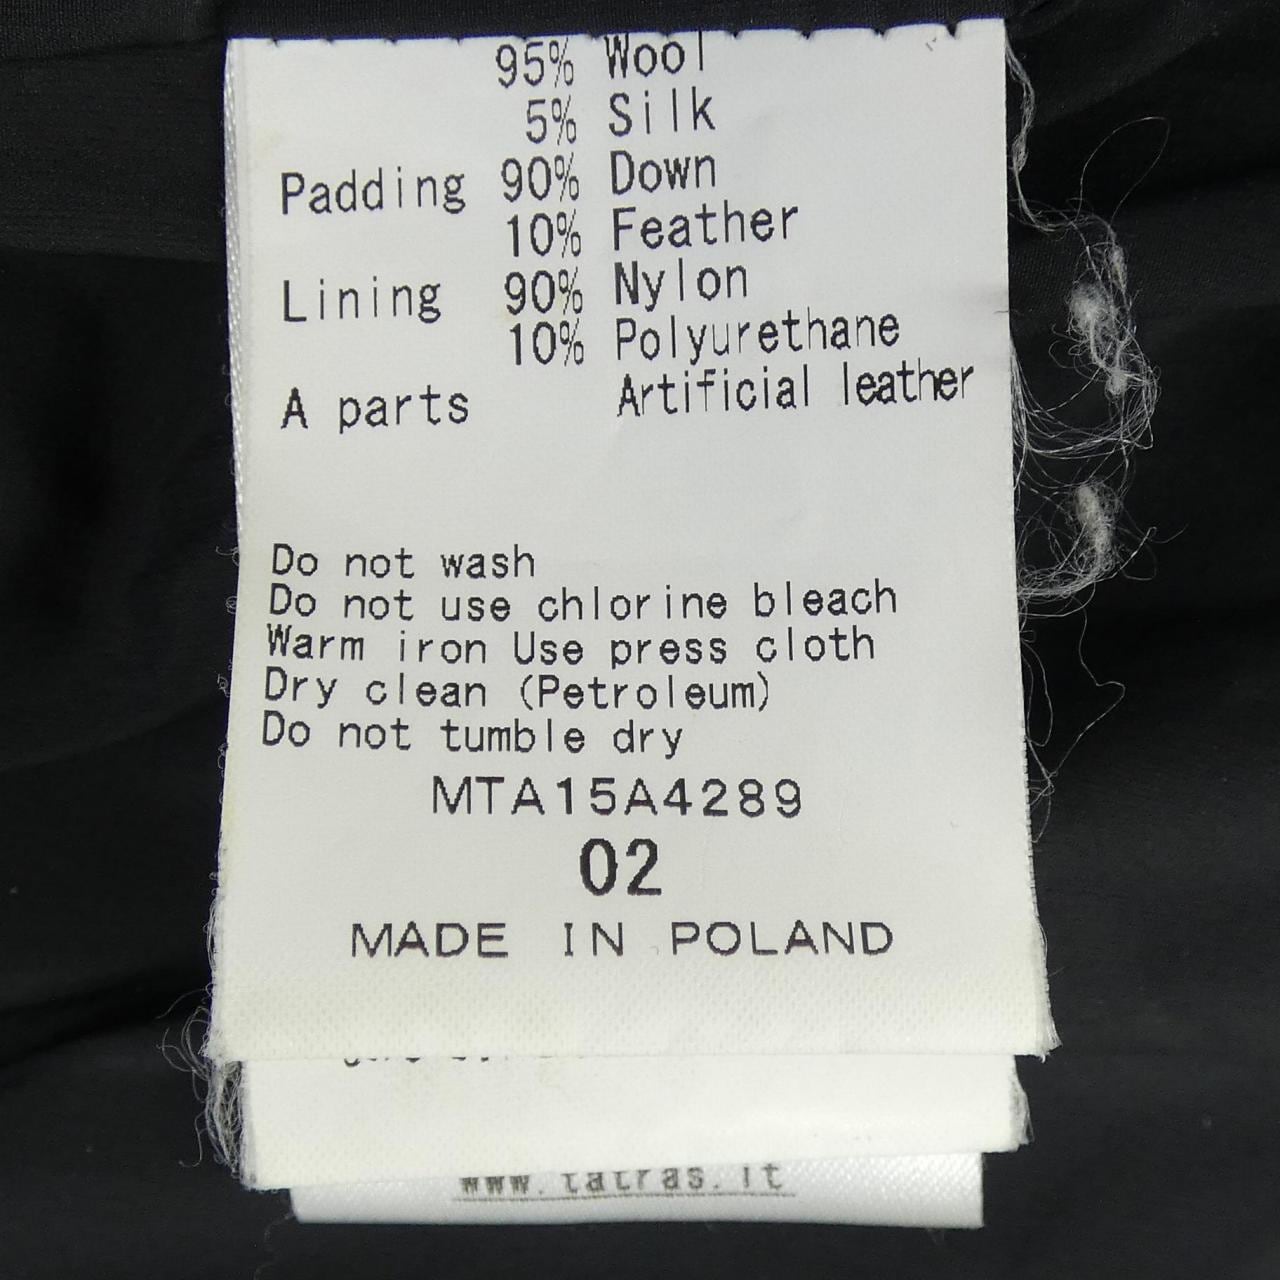 95% Wool
5% Silk
Padding 90% Down
10% Feather
Lining 90% Nylon
10% Polyurethane
A parts Artificial leather
Do not wash
Do not use chlorine bleach
Warm iron Use press cloth
Dry clean (Petroleum)
Do not tumble dry
MTA15A4289
02
MADE IN POLAND
www.tatras.it